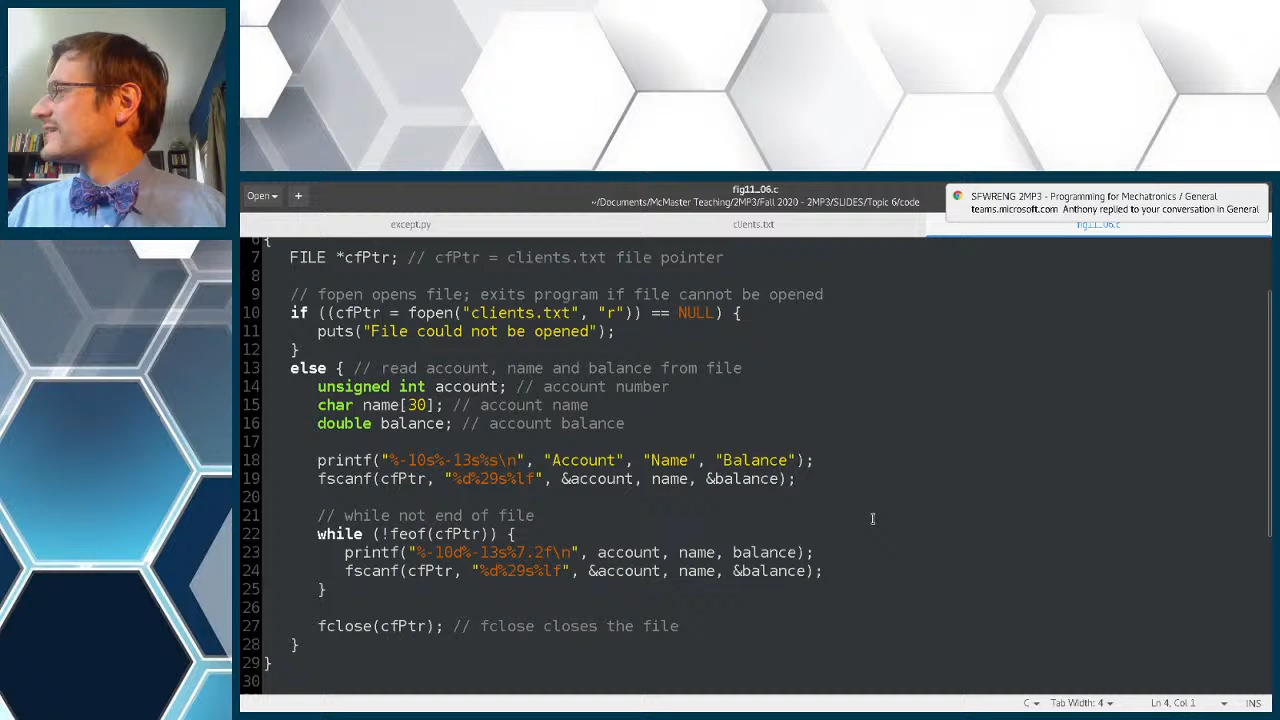 Open
+
fig11_06.c
~/Documents/McMaster Teaching/2MP3/Fall 2020 - 2MP3/SLIDES/Topic 6/code
SFWRENG 2MP3 - Programming for Mechatronics / General
teams.microsoft.com Anthony replied to your conversation in General
except.py
clients.txt
fig11_06.c
6 {
7 FILE *cfPtr; // cfPtr = clients.txt file pointer
8
9 // fopen opens file; exits program if file cannot be opened
10 if ((cfPtr = fopen("clients.txt", "r")) == NULL) {
11 puts("File could not be opened");
12 }
13 else { // read account, name and balance from file
14 unsigned int account; // account number
15 char name[30]; // account name
16 double balance; // account balance
17
18 printf("%-10s%-13s%s\n", "Account", "Name", "Balance");
19 fscanf(cfPtr, "%d%29s%lf", &account, name, &balance);
20
21 // while not end of file
22 while (!feof(cfPtr)) {
23 printf("%-10d%-13s%7.2f\n", account, name, balance);
24 fscanf(cfPtr, "%d%29s%lf", &account, name, &balance);
25 }
26
27 fclose(cfPtr); // fclose closes the file
28 }
29 }
30
C Tab Width: 4 Ln 4, Col 1 INS